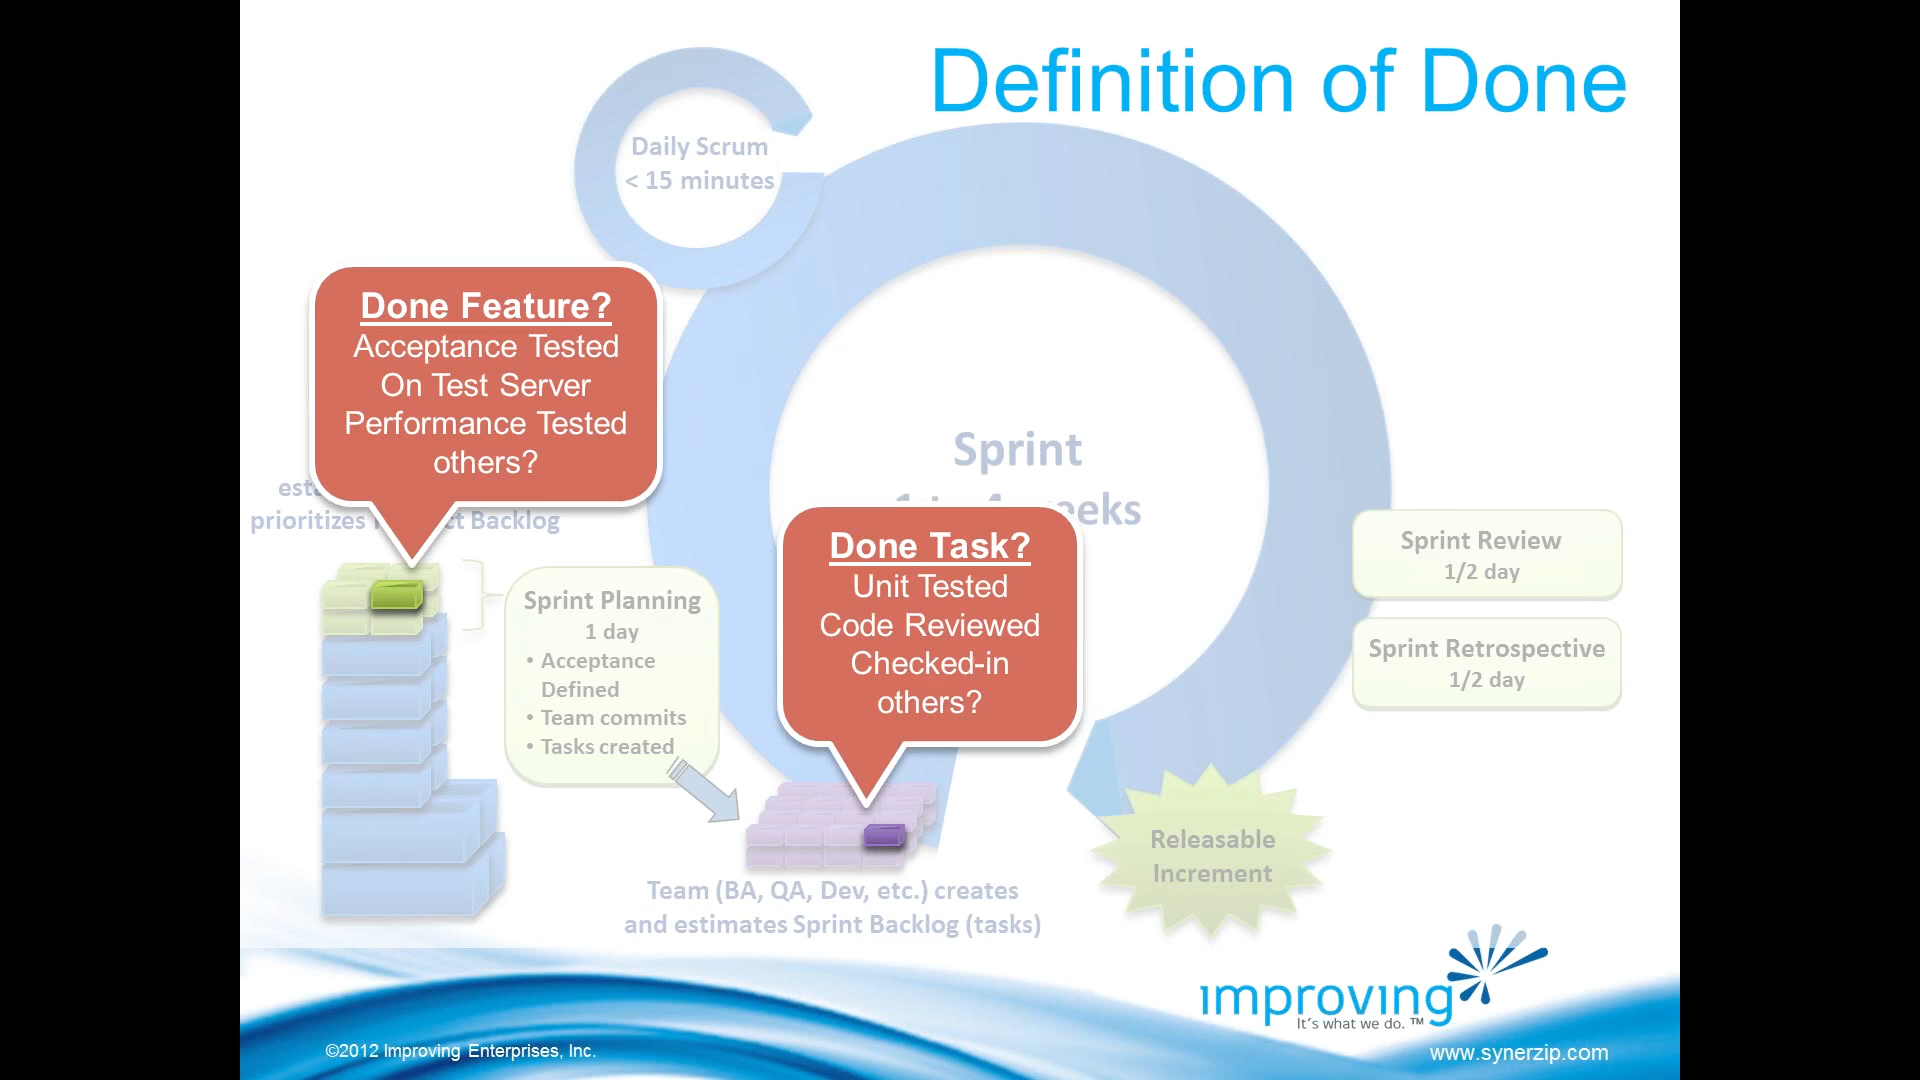 Definition of Done
Daily Scrum
< 15 minutes
Done Feature?
Acceptance Tested
On Test Server
Performance Tested
others?
prioritizes
Backlog
Sprint
Done Task?
Unit Tested
Code Reviewed
Checked-in
others?
Sprint Planning
1 day
• Acceptance
Defined
• Team commits
• Tasks created
Sprint Review
1/2 day
Sprint Retrospective
1/2 day
Releasable
Increment
Team (BA, QA, Dev, etc.) creates
and estimates Sprint Backlog (tasks)
improving
It's what we do.™
©2012 Improving Enterprises, Inc.
www.synerzip.com